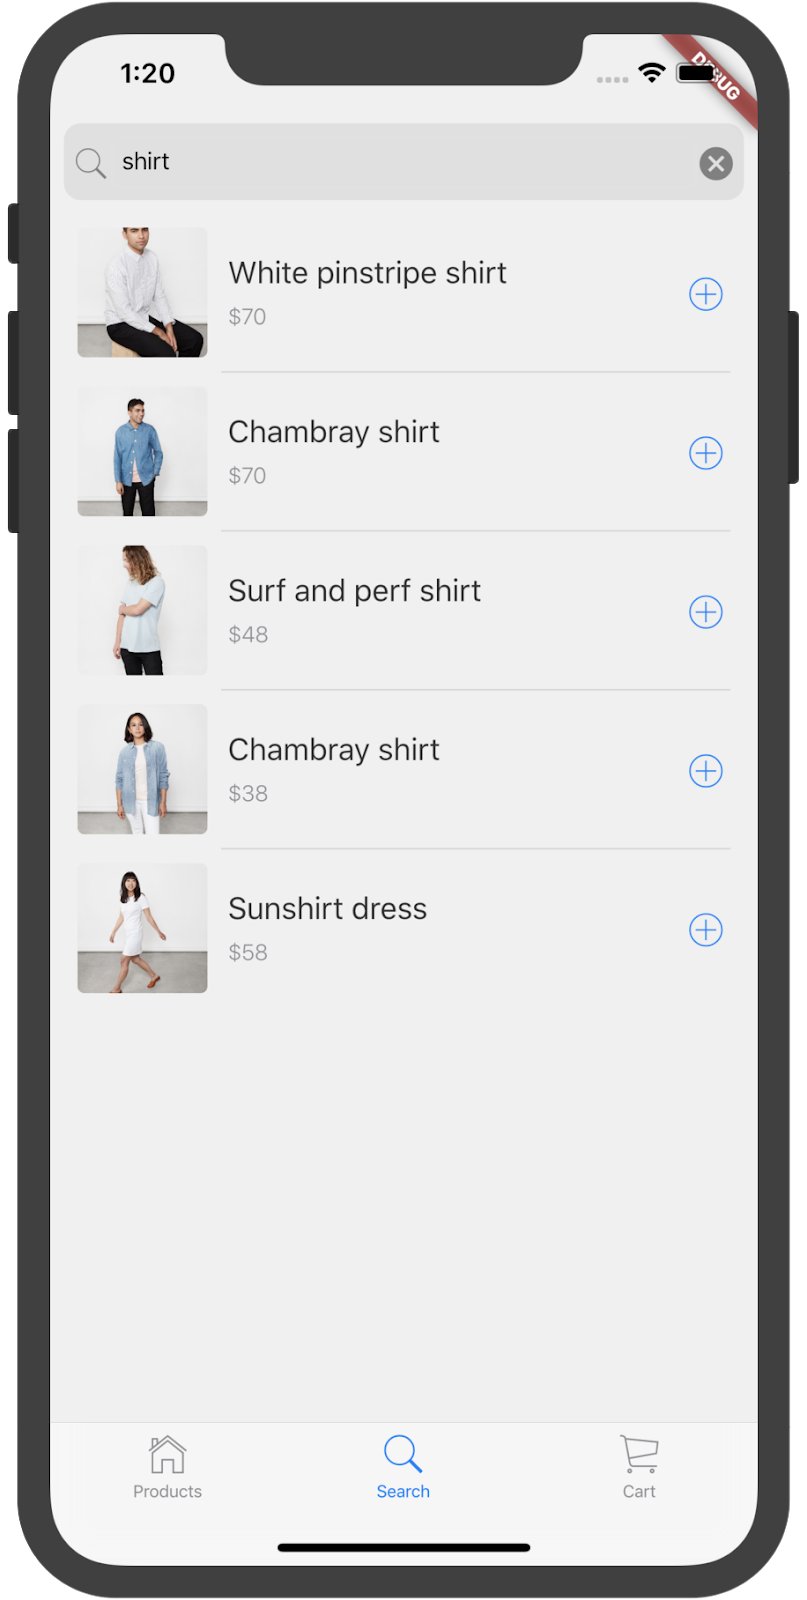 1:20
DEBUG
shirt
White pinstripe shirt
$70
Chambray shirt
$70
Surf and perf shirt
$48
Chambray shirt
$38
Sunshirt dress
$58
Products
Search
Cart